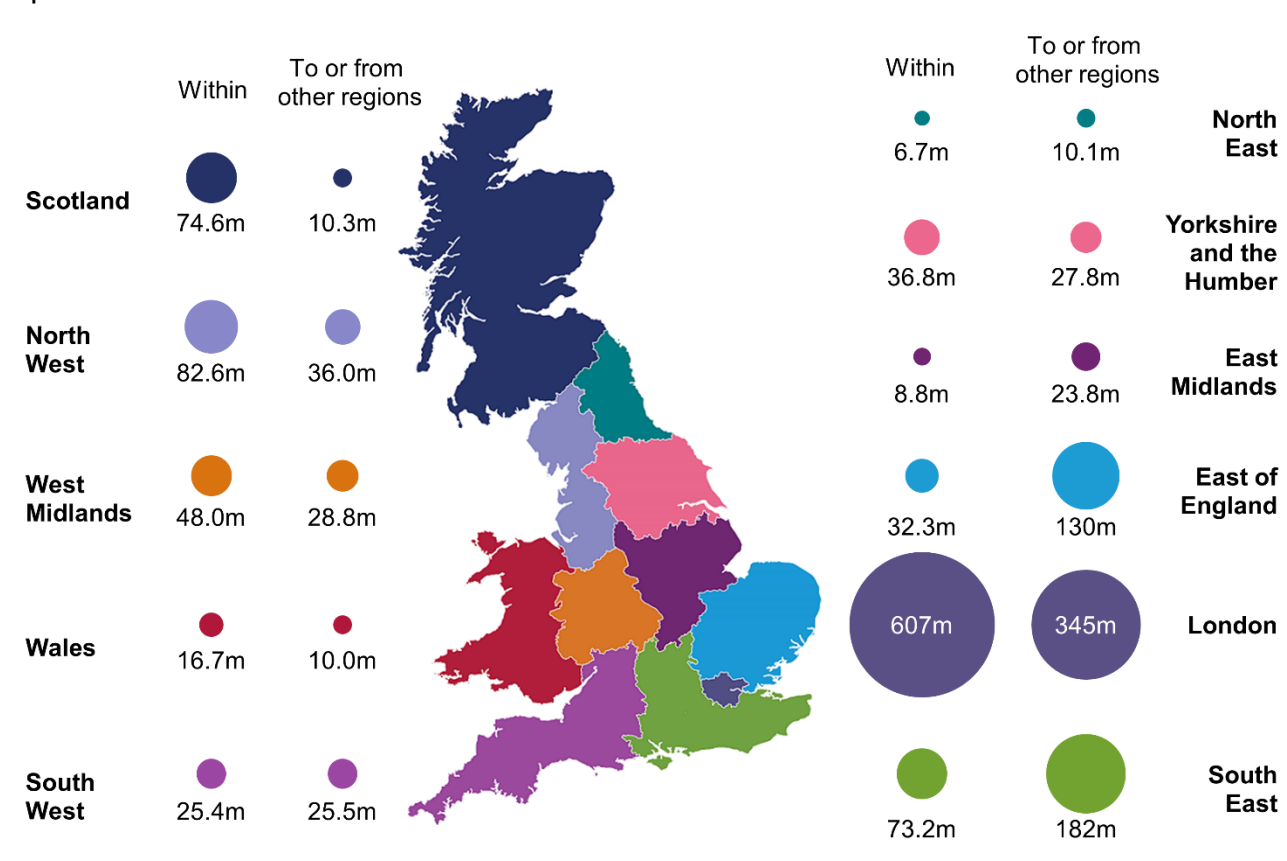 Within
To or from
other regions
Scotland
74.6m
10.3m
North
West
82.6m
36.0m
West
Midlands
48.0m
28.8m
Wales
16.7m
10.0m
South
West
25.4m
25.5m
Within
To or from
other regions
6.7m
10.1m
North
East
36.8m
27.8m
Yorkshire
and the
Humber
8.8m
23.8m
East
Midlands
32.3m
130m
East of
England
607m
345m
London
73.2m
182m
South
East